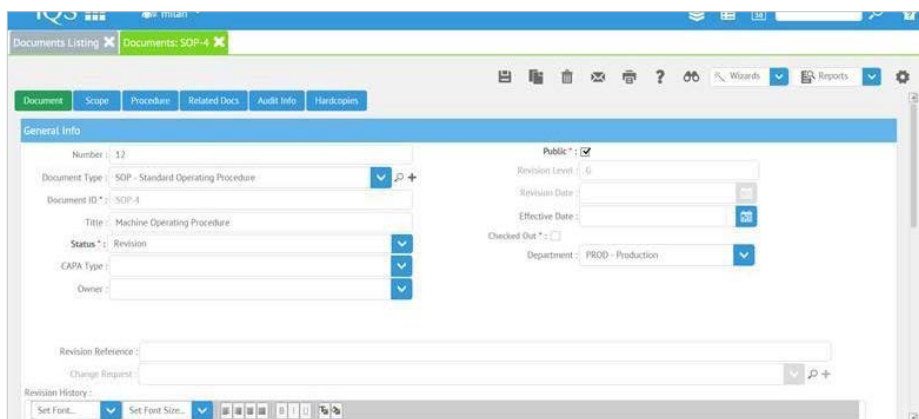 IQS milan 30
Documents Listing Documents: SOP-4
? Wizards Reports
Document Scope Procedure Related Docs Audit Info Hardcopies
General Info
Number : 12
Public * :
Document Type : SOP - Standard Operating Procedure
Revision Level : 6
Document ID * : SOP-4
Revision Date :
Title : Machine Operating Procedure
Effective Date :
Status * : Revision
Checked Out * :
CAPA Type :
Department : PROD - Production
Owner :
Revision Reference :
Change Request :
Revision History :
Set Font... Set Font Size... B I U